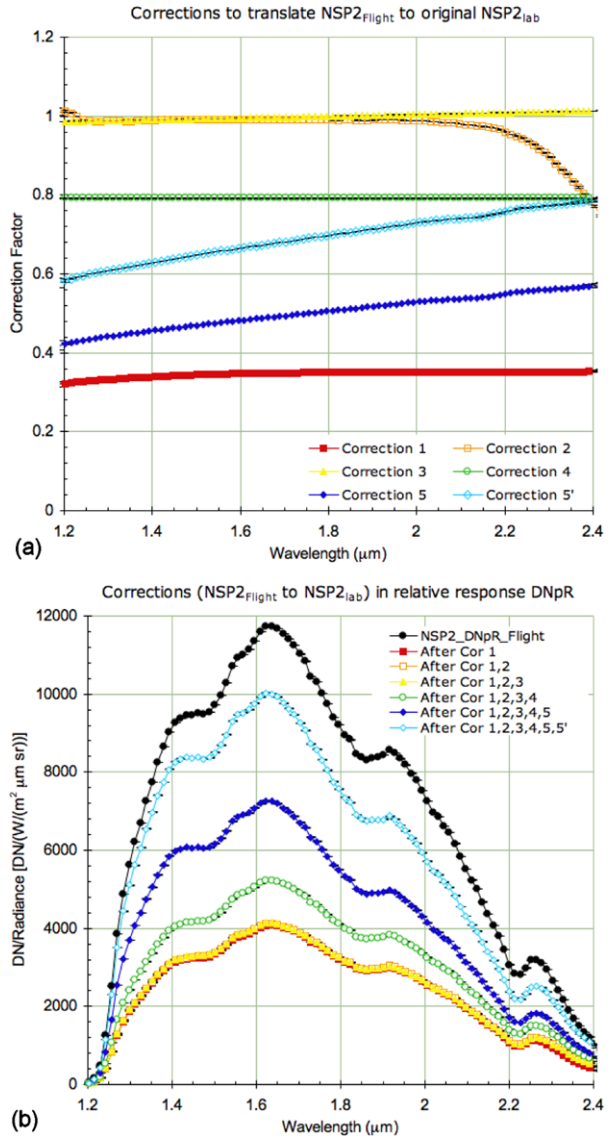 Corrections to translate NSP2Flight to original NSP2lab
1.2
1
0.8
0.6
0.4
0.2
0
Correction Factor
Correction 1
Correction 2
Correction 3
Correction 4
Correction 5
Correction 5'
1.2
1.4
1.6
1.8
2
2.2
2.4
Wavelength (μm)
(a)
Corrections (NSP2Flight to NSP2lab) in relative response DNpR
12000
10000
8000
6000
4000
2000
0
DN/Radiance [DN/(W/(m² μm sr))]
NSP2_DNpR_Flight
After Cor 1
After Cor 1,2
After Cor 1,2,3
After Cor 1,2,3,4
After Cor 1,2,3,4,5
After Cor 1,2,3,4,5,5'
1.2
1.4
1.6
1.8
2
2.2
2.4
Wavelength (μm)
(b)